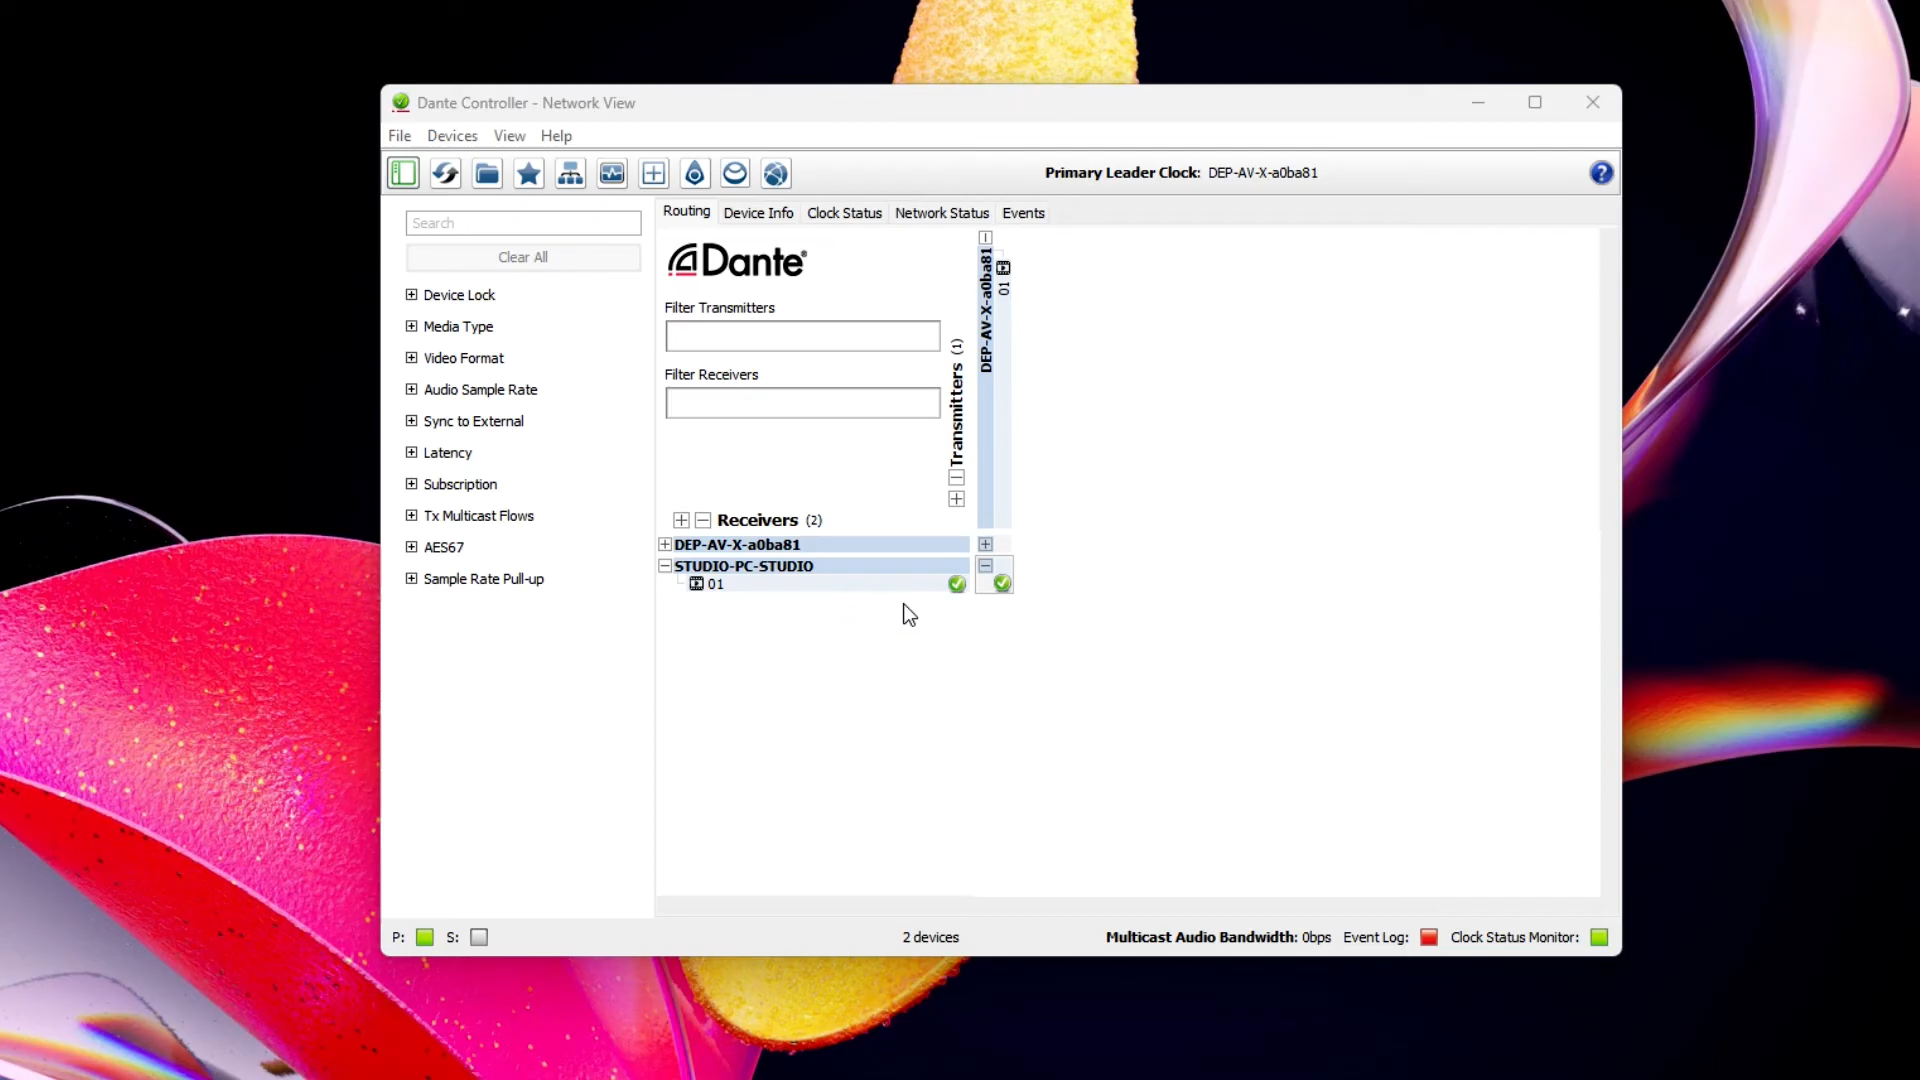 Dante Controller - Network View
File Devices View Help
Primary Leader Clock: DEP-AV-X-a0ba81
?
Search
Clear All
Device Lock
Media Type
Video Format
Audio Sample Rate
Sync to External
Latency
Subscription
Tx Multicast Flows
AES67
Sample Rate Pull-up
Routing Device Info Clock Status Network Status Events
Dante®
Filter Transmitters
Filter Receivers
Transmitters (1)
DEP-AV-X-a0ba81
01
Receivers (2)
DEP-AV-X-a0ba81
STUDIO-PC-STUDIO
01
P: S: 2 devices Multicast Audio Bandwidth: 0bps Event Log: Clock Status Monitor: